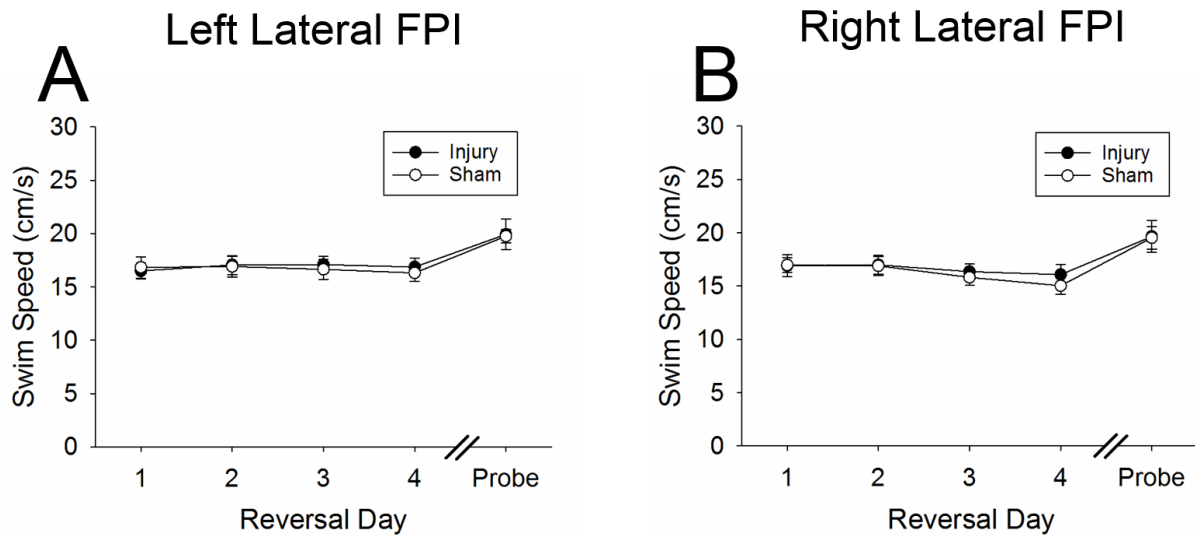 Left Lateral FPI
A
30
25
20
15
10
5
0
Swim Speed (cm/s)
Injury
Sham
1 2 3 4 Probe
Reversal Day
Right Lateral FPI
B
30
25
20
15
10
5
0
Swim Speed (cm/s)
Injury
Sham
1 2 3 4 Probe
Reversal Day